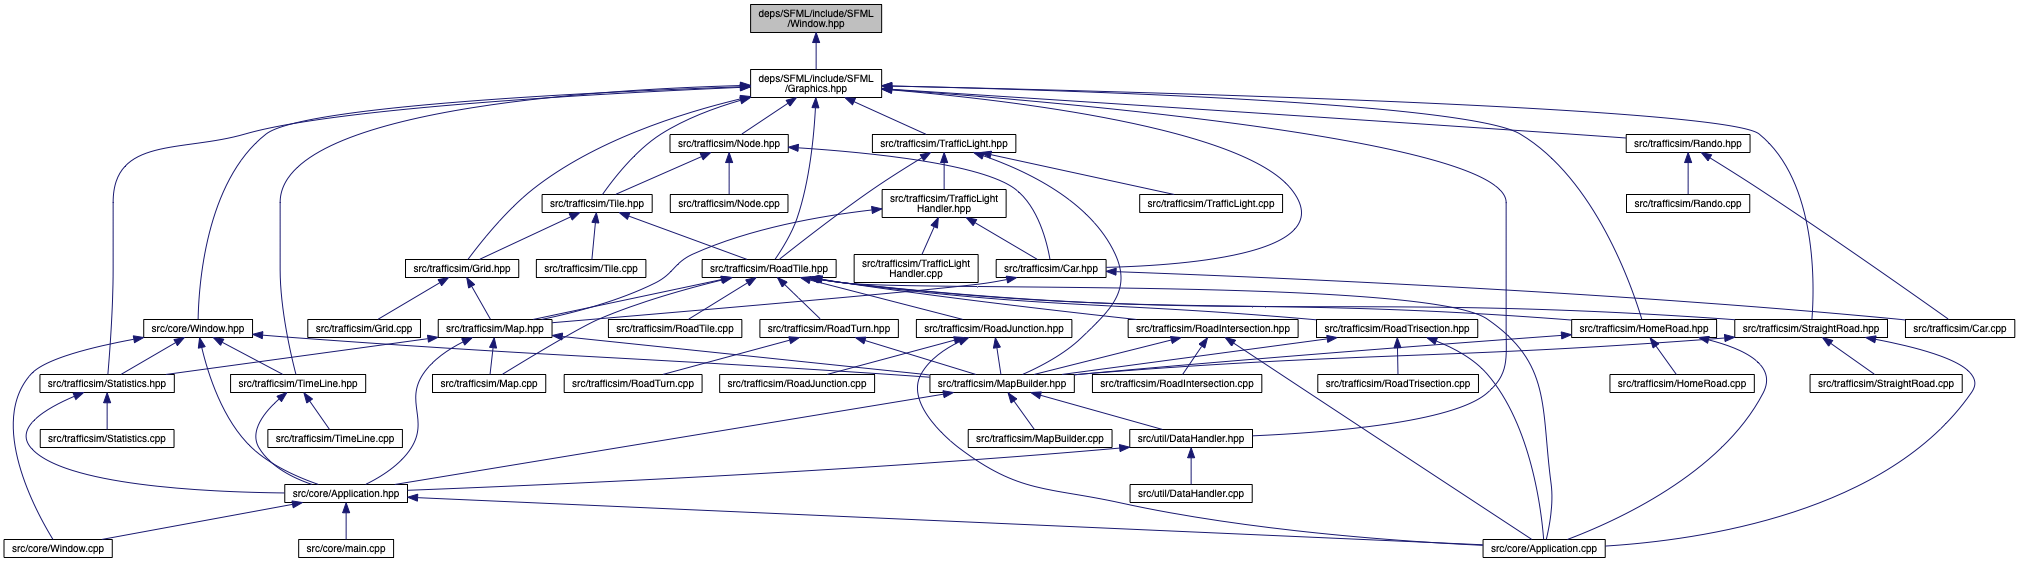 deps/SFML/include/SFML
/Window.hpp
deps/SFML/include/SFML
/Graphics.hpp
src/trafficsim/Node.hpp
src/trafficsim/TrafficLight.hpp
src/trafficsim/Rando.hpp
src/trafficsim/Tile.hpp
src/trafficsim/Node.cpp
src/trafficsim/TrafficLight
Handler.hpp
src/trafficsim/TrafficLight.cpp
src/trafficsim/Rando.cpp
src/trafficsim/Grid.hpp
src/trafficsim/Tile.cpp
src/trafficsim/RoadTile.hpp
src/trafficsim/TrafficLight
Handler.cpp
src/trafficsim/Car.hpp
src/core/Window.hpp
src/trafficsim/Grid.cpp
src/trafficsim/Map.hpp
src/trafficsim/RoadTile.cpp
src/trafficsim/RoadTurn.hpp
src/trafficsim/RoadJunction.hpp
src/trafficsim/RoadIntersection.hpp
src/trafficsim/RoadTrisection.hpp
src/trafficsim/HomeRoad.hpp
src/trafficsim/StraightRoad.hpp
src/trafficsim/Car.cpp
src/trafficsim/Statistics.hpp
src/trafficsim/TimeLine.hpp
src/trafficsim/Map.cpp
src/trafficsim/RoadTurn.cpp
src/trafficsim/RoadJunction.cpp
src/trafficsim/MapBuilder.hpp
src/trafficsim/RoadIntersection.cpp
src/trafficsim/RoadTrisection.cpp
src/trafficsim/HomeRoad.cpp
src/trafficsim/StraightRoad.cpp
src/trafficsim/Statistics.cpp
src/trafficsim/TimeLine.cpp
src/trafficsim/MapBuilder.cpp
src/util/DataHandler.hpp
src/core/Application.hpp
src/util/DataHandler.cpp
src/core/Window.cpp
src/core/main.cpp
src/core/Application.cpp